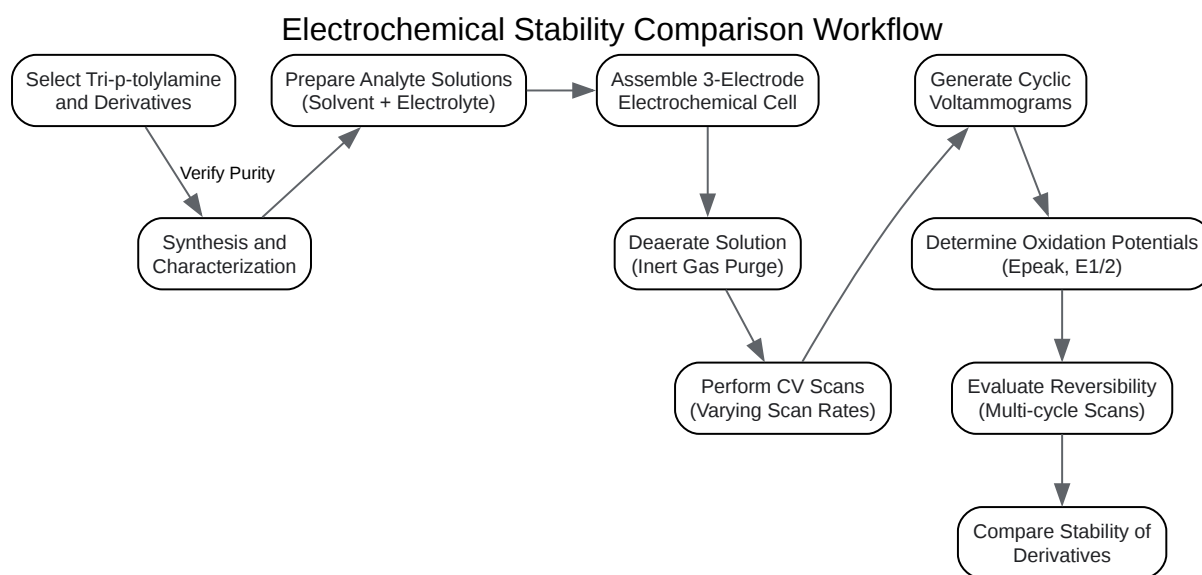 Electrochemical Stability Comparison Workflow
Select Tri-p-tolylamine
and Derivatives
Verify Purity
Synthesis and
Characterization
Prepare Analyte Solutions
(Solvent + Electrolyte)
Assemble 3-Electrode
Electrochemical Cell
Deaerate Solution
(Inert Gas Purge)
Perform CV Scans
(Varying Scan Rates)
Generate Cyclic
Voltammograms
Determine Oxidation Potentials
(Epeak, E1/2)
Evaluate Reversibility
(Multi-cycle Scans)
Compare Stability of
Derivatives